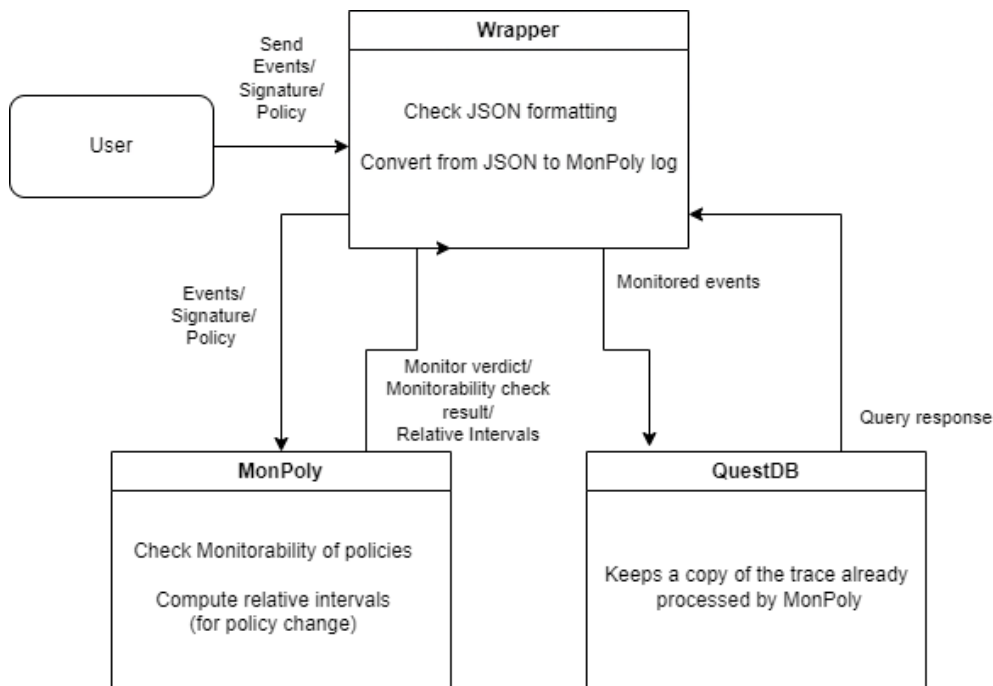 Wrapper
Send
Events/
Signature/
Policy
User
Check JSON formatting
Convert from JSON to MonPoly log
Events/
Signature/
Policy
Monitored events
Monitor verdict/
Monitorability check
result/
Relative Intervals
Query response
MonPoly
Check Monitorability of policies
Compute relative intervals
(for policy change)
QuestDB
Keeps a copy of the trace already
processed by MonPoly